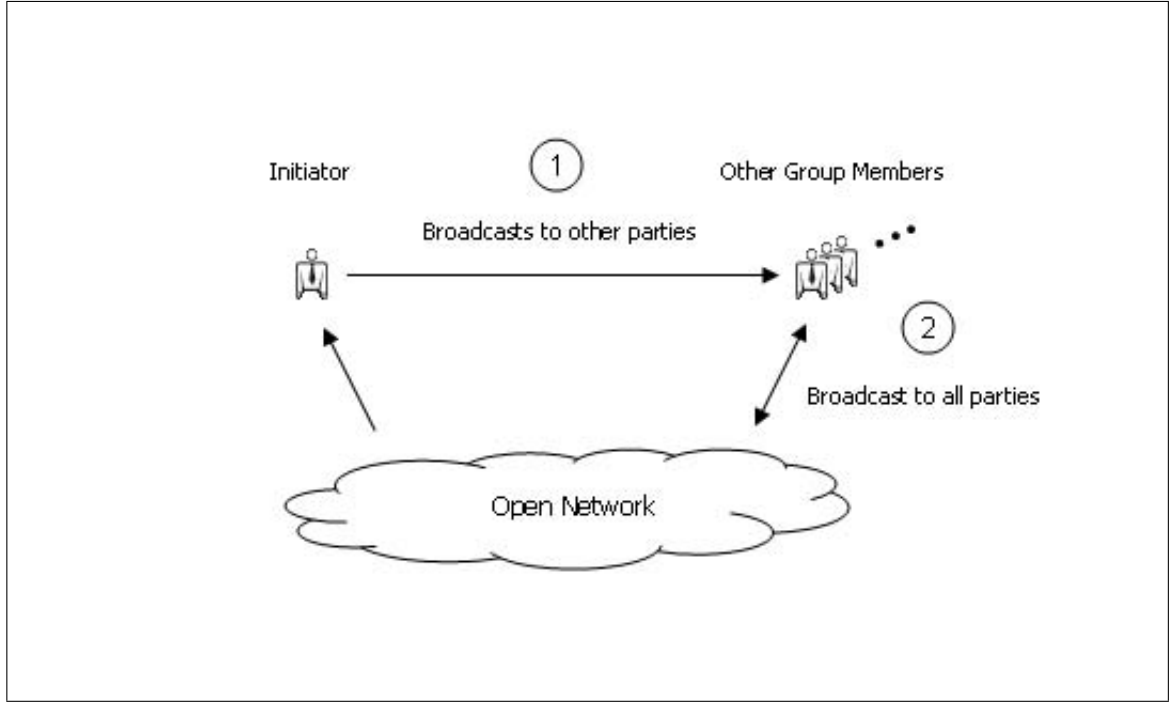 1
Initiator
Other Group Members
Broadcasts to other parties
2
Broadcast to all parties
Open Network